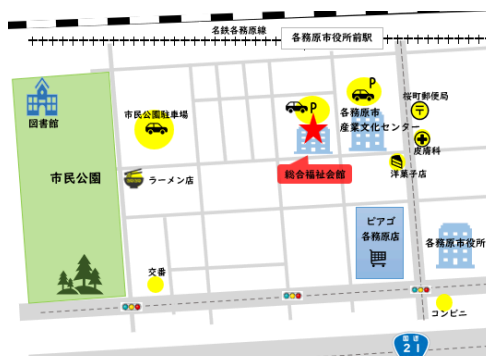 名鉄各務原線
各務原市役所前駅
図書館
市民公園駐車場
P
P
各務原市
産業文化センター
桜町郵便局
〒
皮膚科
総合福祉会館
洋菓子店
市民公園
ラーメン店
ピアゴ
各務原店
各務原市役所
交番
コンビニ
国道
21